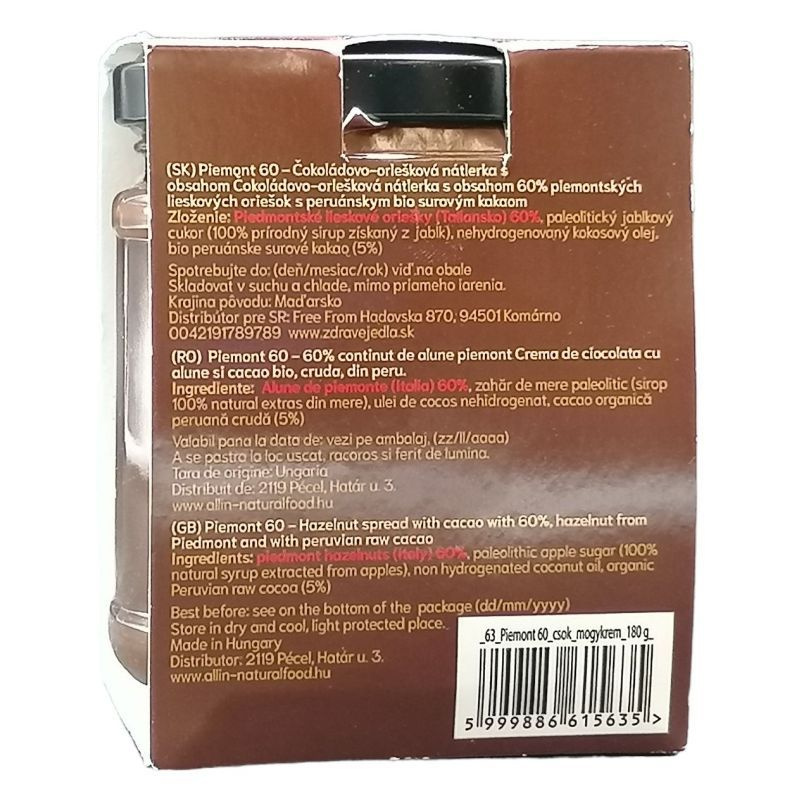 (SK) Piemont 60 – Čokoládovo-orlešková nátlerka s
obsahom Čokoládovo-orlešková nátlerka s obsahom 60% piemontských
lieskových oriešok s peruánskym bio surovým kakaom
Zloženie: Piedmontské lieskové oriešky (Taliansko) 60%, paleolitický jablkový
cukor (100% prírodný sirup získaný z jabĺk), nehydrogenovaný kokosový olej,
bio peruánske surové kakao (5%)
Spotrebujte do: (deň/mesiac/rok) viď.na obale
Skladovat v suchu a chlade, mimo priameho iarenia.
Krajina pôvodu: Maďarsko
Distribútor pre SR: Free From Hadovska 870, 94501 Komárno
0042191789789 www.zdravejedla.sk
(RO) Piemont 60 – 60% continut de alune piemont Crema de ciocolata cu
alune si cacao bio, cruda, din peru.
Ingrediente: Alune de piemonte (Italia) 60%, zahăr de mere paleolitic (sirop
100% natural extras din mere), ulei de cocos nehidrogenat, cacao organică
peruană crudă (5%)
Valabil pana la data de: vezi pe ambalaj, (zz/ll/aaaa)
A se pastra la loc uscat, racoros si ferit de lumina.
Tara de origine: Ungaria
Distribuit de: 2119 Pécel, Határ u. 3.
www.allin-naturalfood.hu
(GB) Piemont 60 – Hazelnut spread with cacao with 60%, hazelnut from
Piedmont and with peruvian raw cacao
Ingredients: piedmont hazelnuts (Italy) 60%, paleolithic apple sugar (100%
natural syrup extracted from apples), non hydrogenated coconut oil, organic
Peruvian raw cocoa (5%)
Best before: see on the bottom of the package (dd/mm/yyyy)
Store in dry and cool, light protected place.
Made in Hungary
Distributor: 2119 Pécel, Határ u. 3.
www.allin-naturalfood.hu
_63_Piemont 60_csok_mogykrem_180 g_
5 999886 615635 >